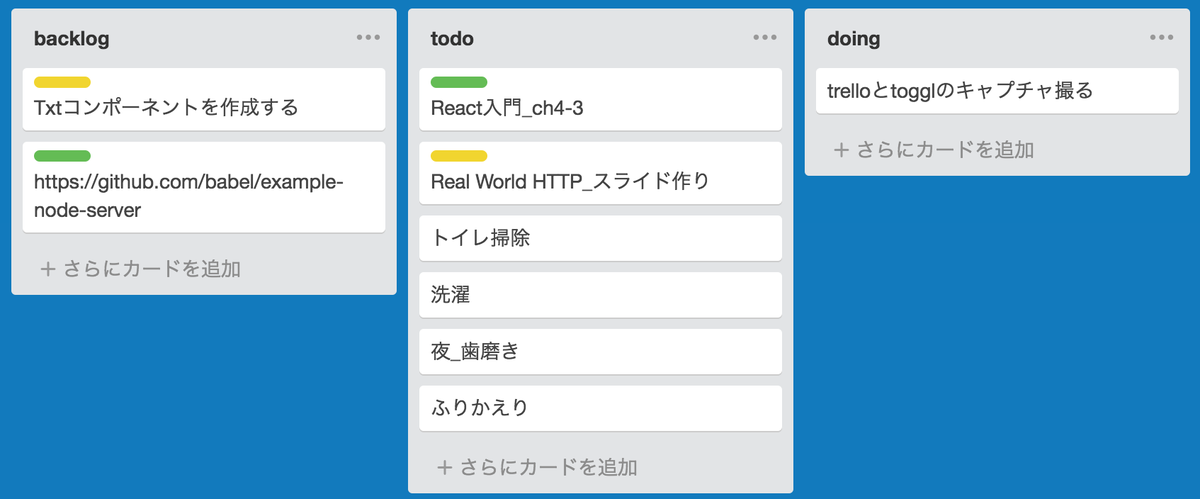 backlog
Txtコンポーネントを作成する
https://github.com/babel/example-
node-server
+ さらにカードを追加
todo
React入門_ch4-3
Real World HTTP_スライド作り
トイレ掃除
洗濯
夜_歯磨き
ふりかえり
+ さらにカードを追加
doing
trelloとtogglのキャプチャ撮る
+ さらにカードを追加